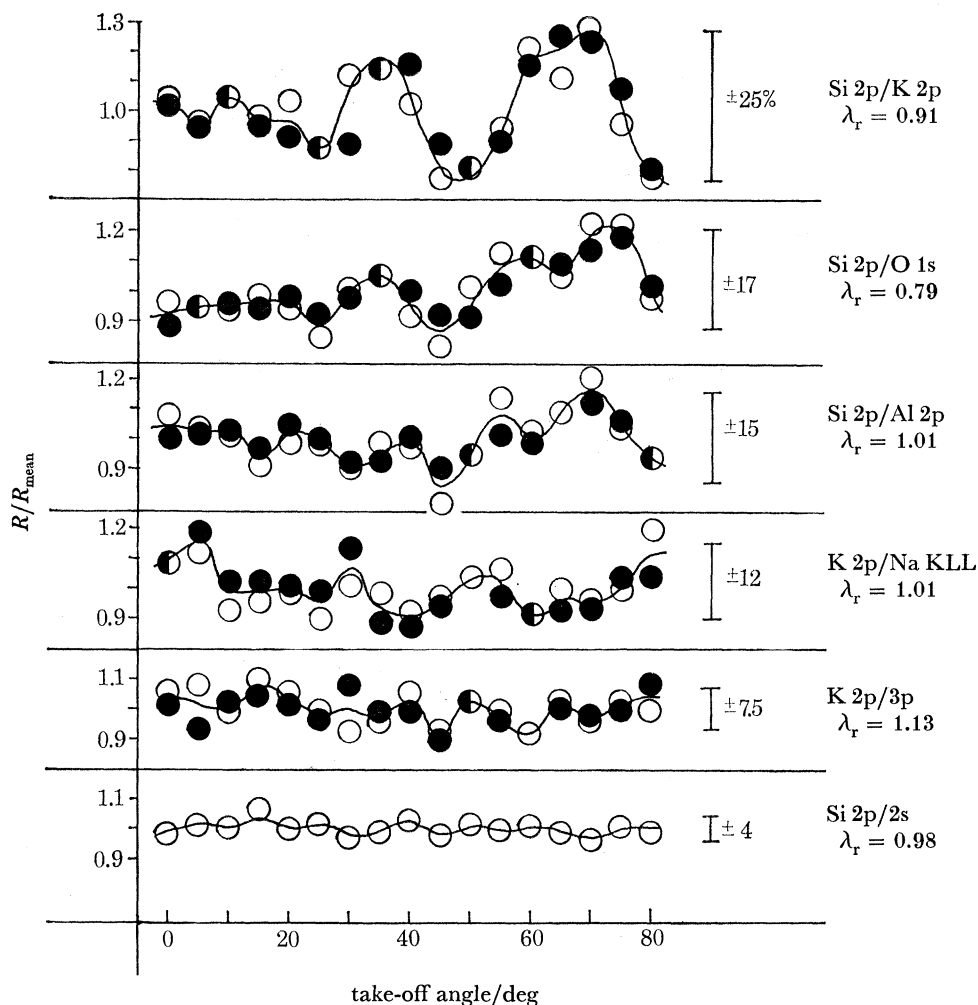 1.3
1.0
±25%
Si 2p/K 2p
λr = 0.91
1.2
0.9
±17
Si 2p/O 1s
λr = 0.79
1.2
0.9
±15
Si 2p/Al 2p
λr = 1.01
1.2
0.9
±12
K 2p/Na KLL
λr = 1.01
1.1
0.9
±7.5
K 2p/3p
λr = 1.13
1.1
0.9
±4
Si 2p/2s
λr = 0.98
R/Rmean
0 20 40 60 80
take-off angle/deg